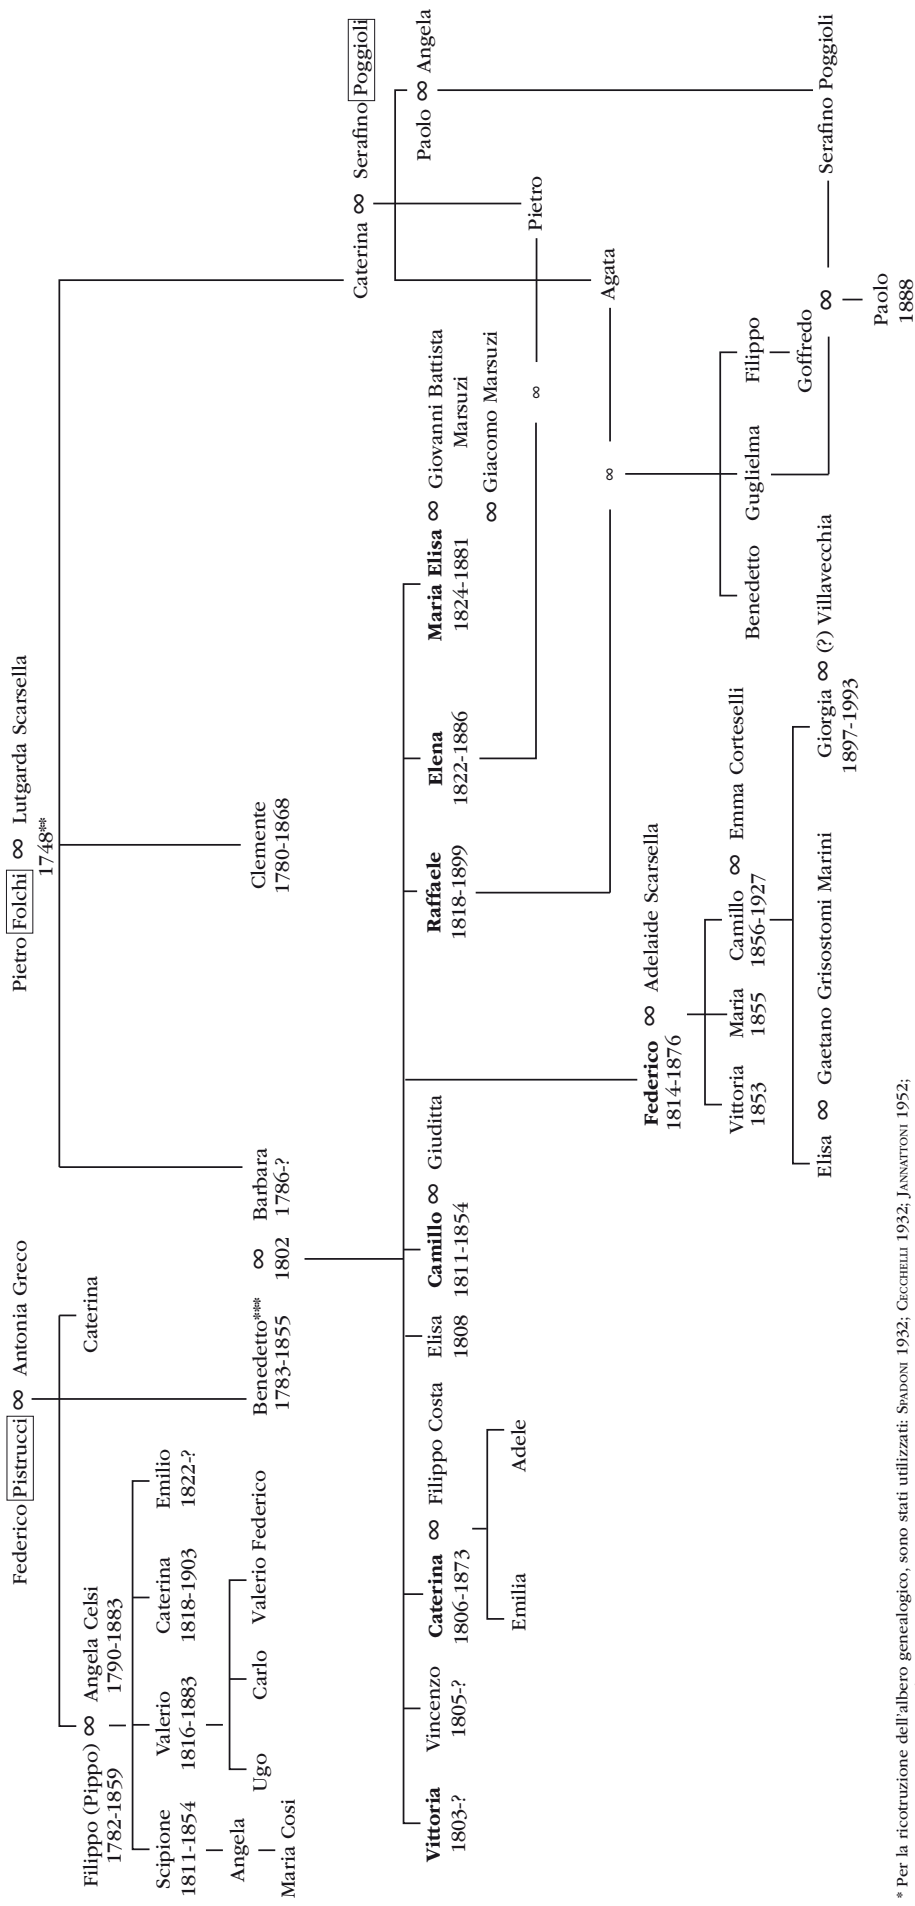 Federico Pistrucci ∞ Antonia Greco
Pietro Folchi ∞ Lutgarda Scarsella
1748**
Filippo (Pippo) ∞ Angela Celsi
1782-1859
1790-1883
Caterina
Scipione
1811-1854
Valerio
1816-1883
Caterina
1818-1903
Emilio
1822-?
Angela
Maria Cosi
Ugo
Carlo
Valerio Federico
Benedetto***
1783-1855
∞
1802
Barbara
1786-?
Clemente
1780-1868
Caterina ∞ Serafino Poggioli
Vittoria
1803-?
Vincenzo
1805-?
Caterina ∞ Filippo Costa
1806-1873
Elisa
1808
Camillo ∞ Giuditta
1811-1854
Raffaele
1818-1899
Elena
1822-1886
Maria Elisa ∞ Giovanni Battista
1824-1881
Marsuzi
∞ Giacomo Marsuzi
Paolo ∞ Angela
Emilia
Adele
∞
Pietro
∞
Agata
Federico ∞ Adelaide Scarsella
1814-1876
Vittoria
1853
Maria
1855
Camillo ∞ Emma Corteselli
1856-1927
Benedetto
Guglielma
Filippo
Goffredo
Elisa ∞ Gaetano Grisostomi Marini
Giorgia ∞ (?) Villavecchia
1897-1993
∞
Serafino Poggioli
Paolo
1888
* Per la ricotruzione dell'albero genealogico, sono stati utilizzati: Spadoni 1932; Cecchelli 1932; Jannattoni 1952;